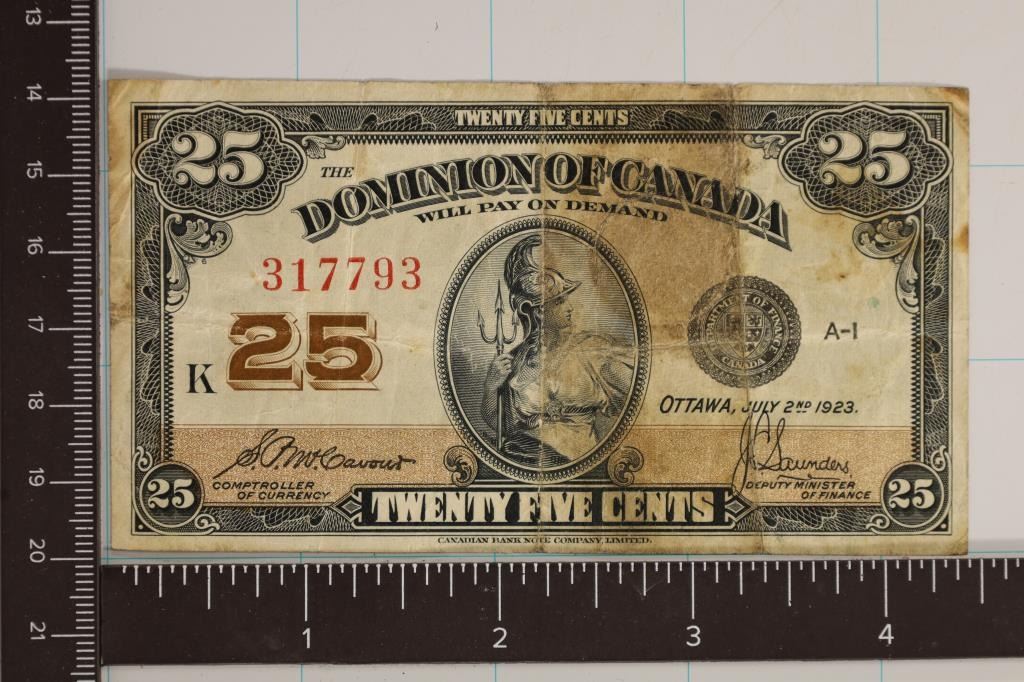 13
14
15
16
17
18
19
20
21
TWENTY FIVE CENTS
25 25
THE
DOMINION OF CANADA
WILL PAY ON DEMAND
317793
25
K
A-1
OTTAWA, JULY 2ND 1923.
COMPTROLLER
OF CURRENCY
J.C. Saunders
DEPUTY MINISTER
OF FINANCE
25 TWENTY FIVE CENTS 25
CANADIAN BANK NOTE COMPANY, LIMITED.
1 2 3 4